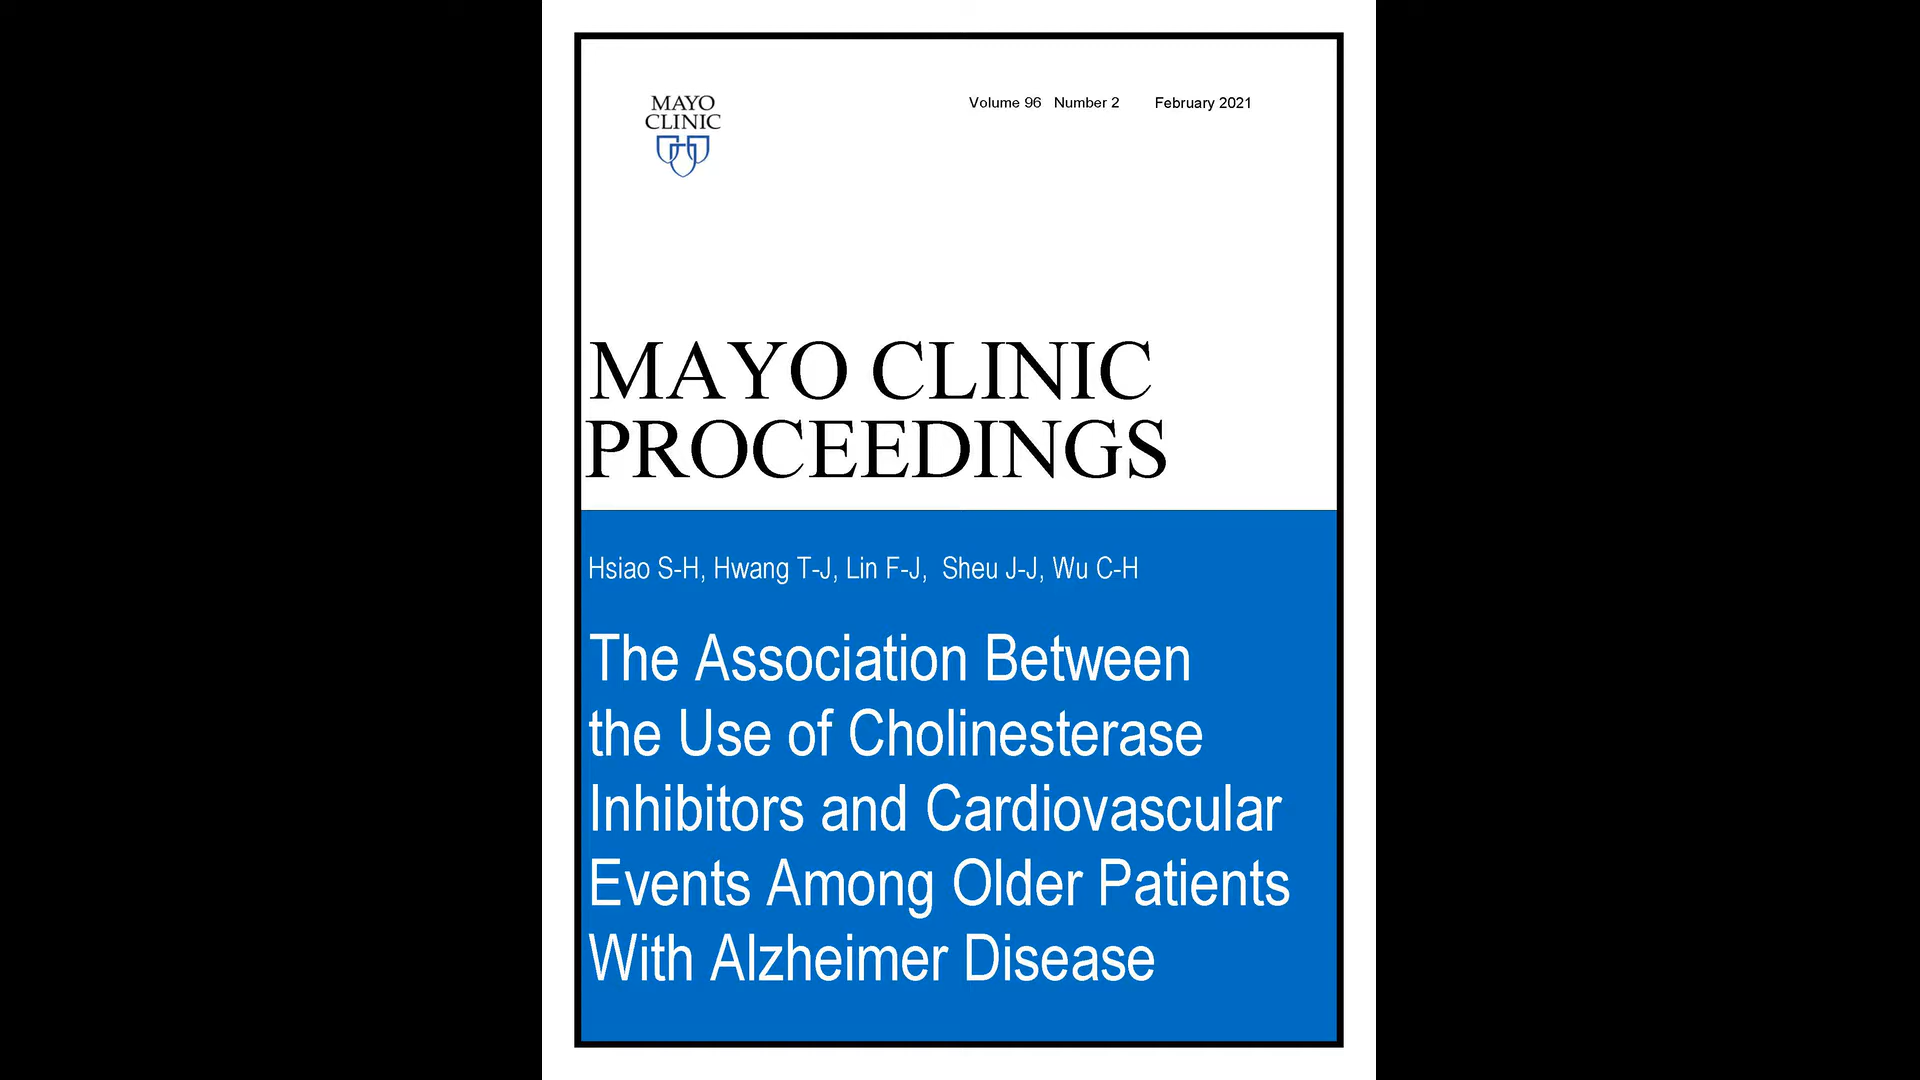 MAYO
CLINIC
Volume 96 Number 2 February 2021
MAYO CLINIC
PROCEEDINGS
Hsiao S-H, Hwang T-J, Lin F-J, Sheu J-J, Wu C-H
The Association Between
the Use of Cholinesterase
Inhibitors and Cardiovascular
Events Among Older Patients
With Alzheimer Disease